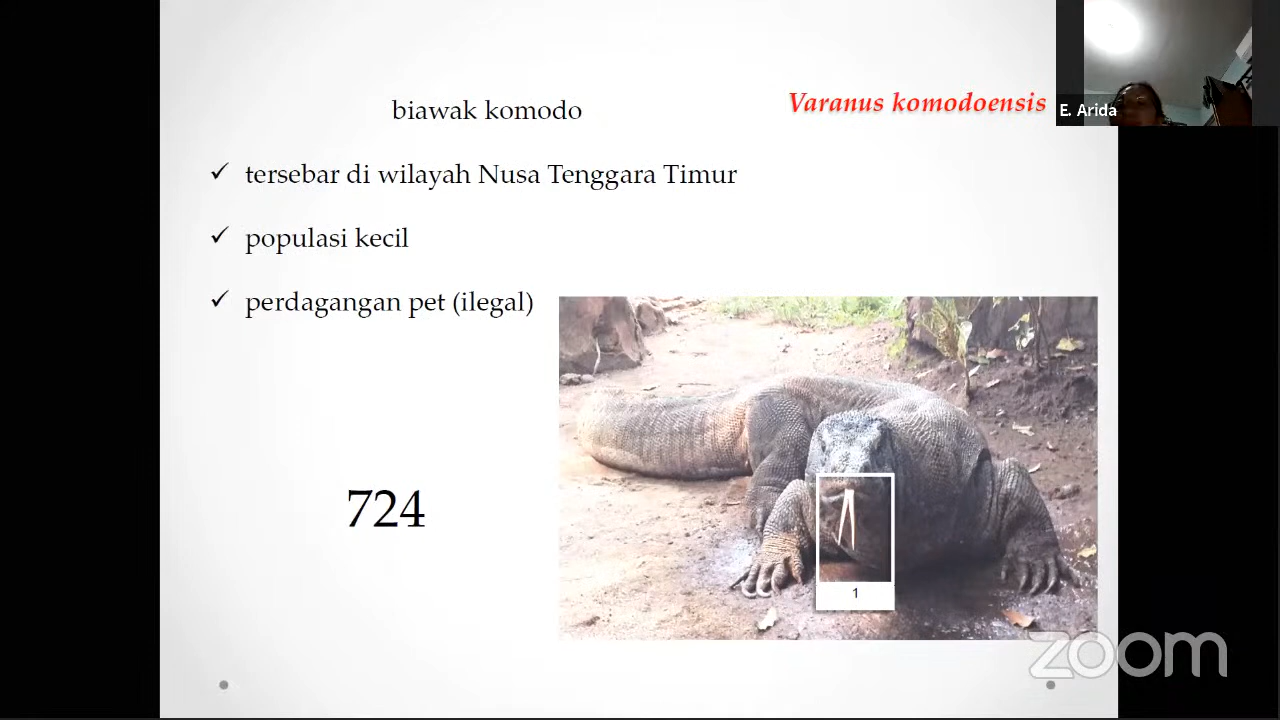 biawak komodo
Varanus komodoensis
E. Arida
tersebar di wilayah Nusa Tenggara Timur
populasi kecil
perdagangan pet (ilegal)
724
1
zoom